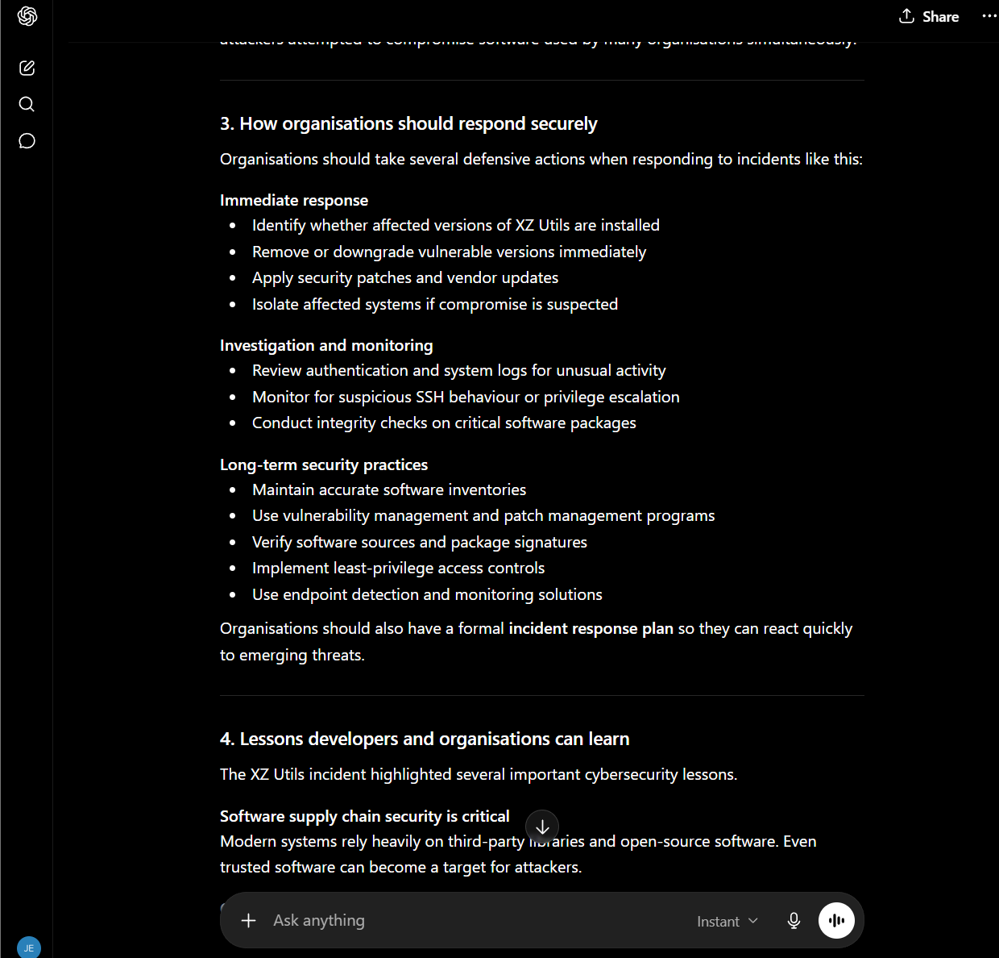 Share
attackers attempted to compromise software used by many organisations simultaneously.
3. How organisations should respond securely
Organisations should take several defensive actions when responding to incidents like this:
Immediate response
• Identify whether affected versions of XZ Utils are installed
• Remove or downgrade vulnerable versions immediately
• Apply security patches and vendor updates
• Isolate affected systems if compromise is suspected
Investigation and monitoring
• Review authentication and system logs for unusual activity
• Monitor for suspicious SSH behaviour or privilege escalation
• Conduct integrity checks on critical software packages
Long-term security practices
• Maintain accurate software inventories
• Use vulnerability management and patch management programs
• Verify software sources and package signatures
• Implement least-privilege access controls
• Use endpoint detection and monitoring solutions
Organisations should also have a formal incident response plan so they can react quickly
to emerging threats.
4. Lessons developers and organisations can learn
The XZ Utils incident highlighted several important cybersecurity lessons.
Software supply chain security is critical
Modern systems rely heavily on third-party libraries and open-source software. Even
trusted software can become a target for attackers.
Ask anything
Instant
JE